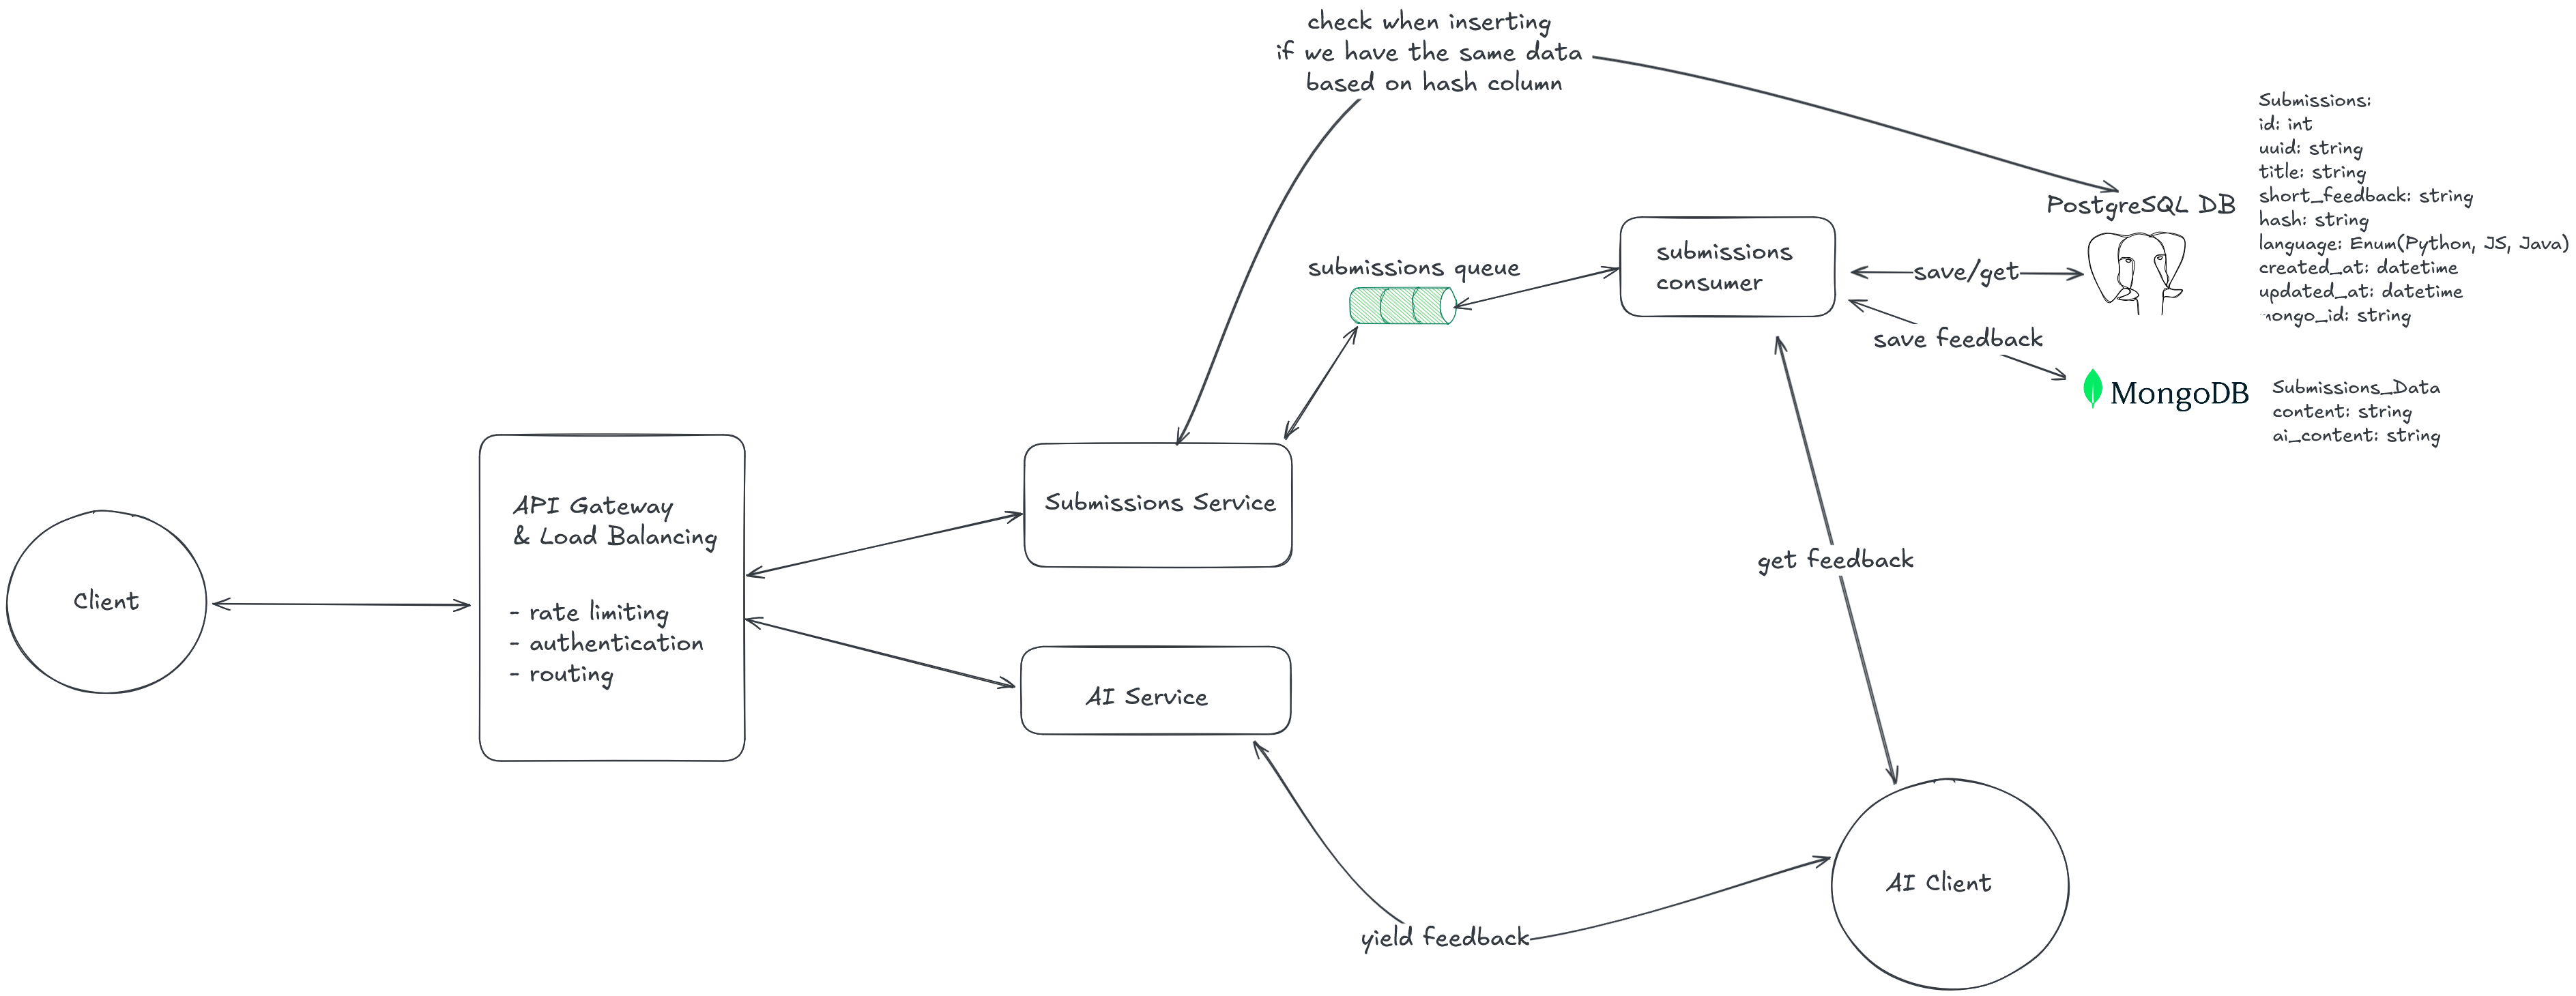 check when inserting
if we have the same data
based on hash column
Submissions:
id: int
uuid: string
title: string
short_feedback: string
hash: string
language: Enum(Python, JS, Java)
created_at: datetime
updated_at: datetime
mongo_id: string
PostgreSQL DB
submissions queue
submissions
consumer
save/get
save feedback
MongoDB
Submissions_Data
content: string
ai_content: string
API Gateway
& Load Balancing
- rate limiting
- authentication
- routing
Submissions Service
Client
get feedback
AI Service
AI Client
yield feedback